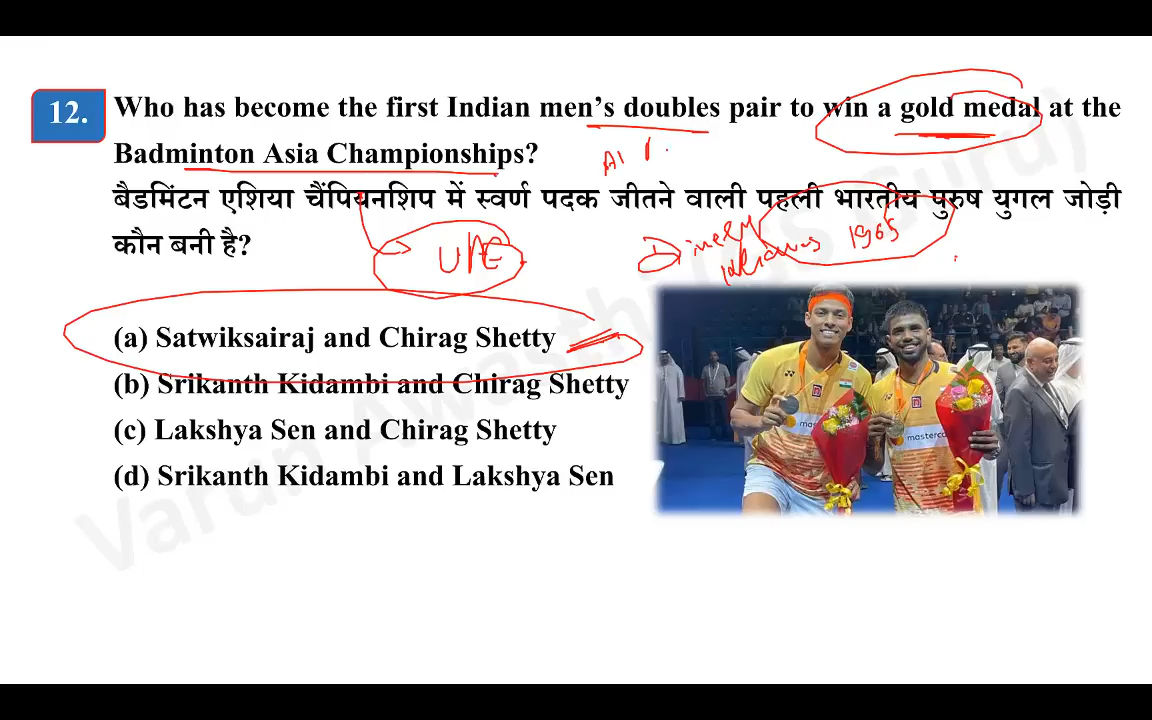 12.
Who has become the first Indian men's doubles pair to win a gold medal at the
Badminton Asia Championships?
बैडमिंटन एशिया चैंपियनशिप में स्वर्ण पदक जीतने वाली पहली भारतीय पुरुष युगल जोड़ी
कौन बनी है?
UAE
1965
(a) Satwiksairaj and Chirag Shetty
(b) Srikanth Kidambi and Chirag Shetty
(c) Lakshya Sen and Chirag Shetty
(d) Srikanth Kidambi and Lakshya Sen